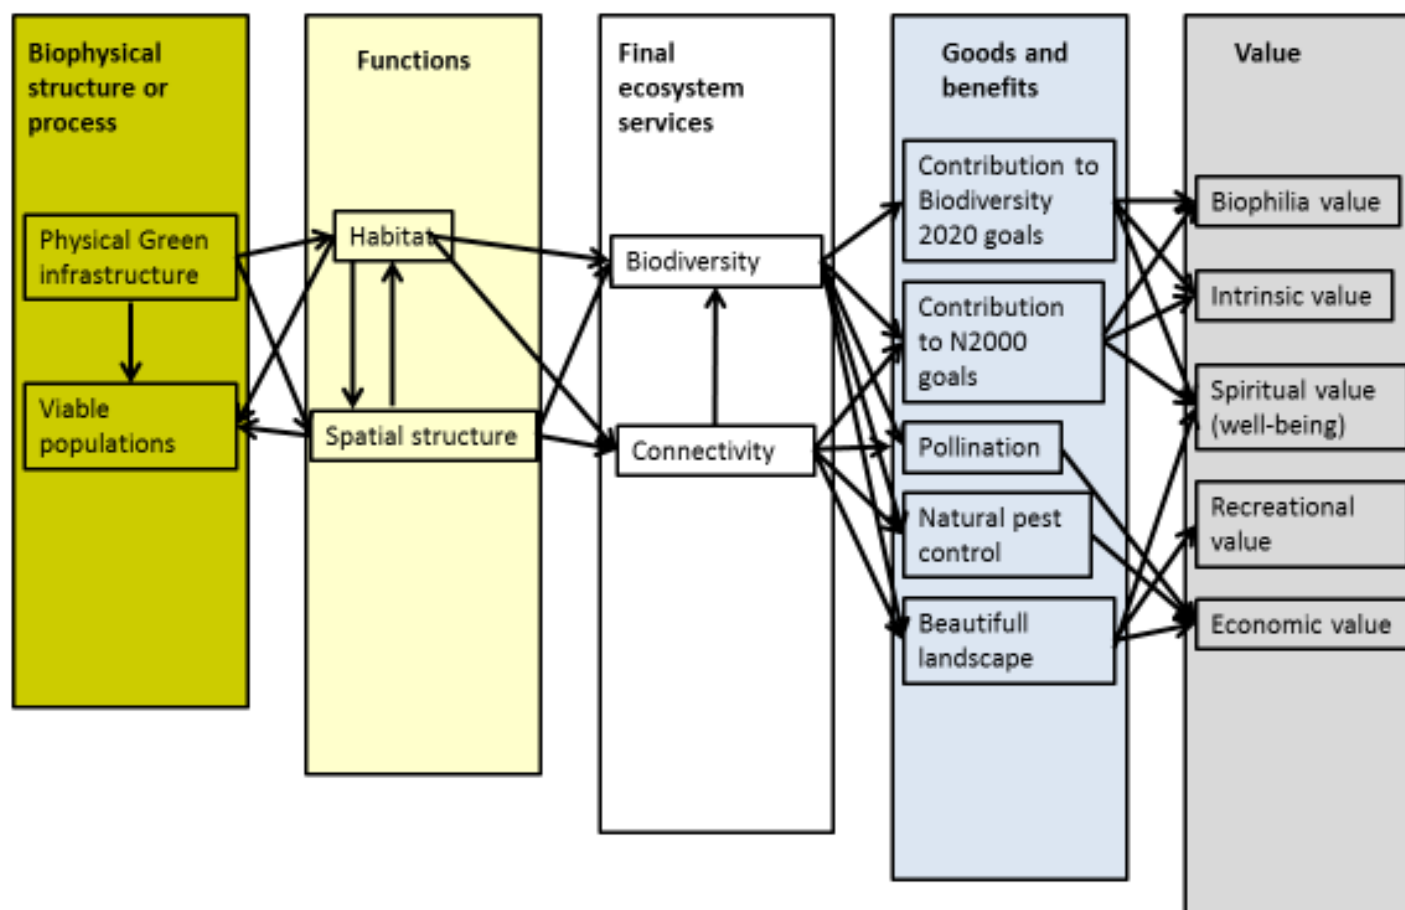 Biophysical
structure or
process
Physical Green
infrastructure
Viable
populations
Functions
Habitat
Spatial structure
Final
ecosystem
services
Biodiversity
Connectivity
Goods and
benefits
Contribution to
Biodiversity
2020 goals
Contribution
to N2000
goals
Pollination
Natural pest
control
Beautifull
landscape
Value
Biophilia value
Intrinsic value
Spiritual value
(well-being)
Recreational
value
Economic value